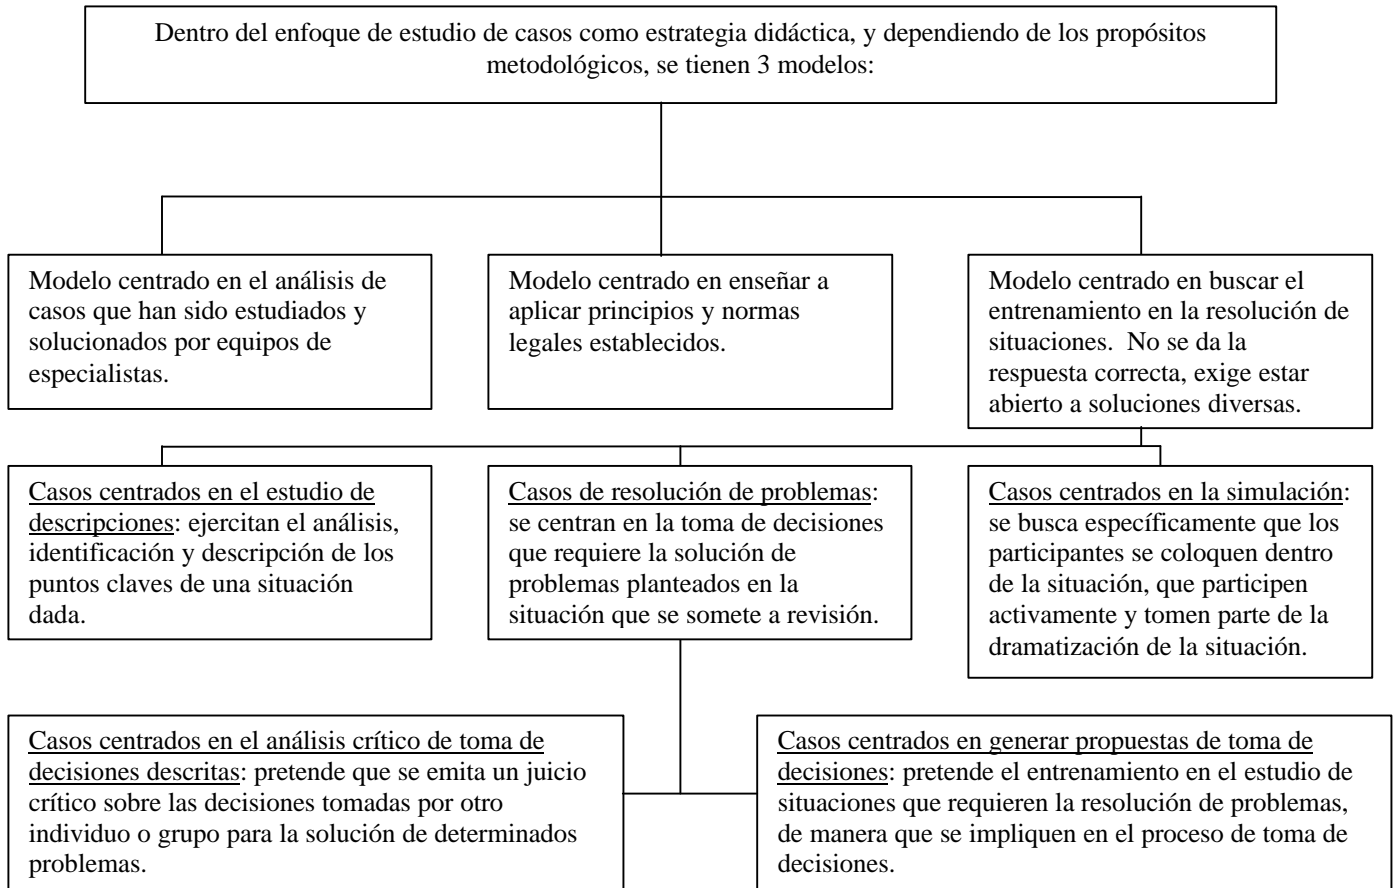 Dentro del enfoque de estudio de casos como estrategia didáctica, y dependiendo de los propósitos
metodológicos, se tienen 3 modelos:
Modelo centrado en el análisis de
casos que han sido estudiados y
solucionados por equipos de
especialistas.
Modelo centrado en enseñar a
aplicar principios y normas
legales establecidos.
Modelo centrado en buscar el
entrenamiento en la resolución de
situaciones.  No se da la
respuesta correcta, exige estar
abierto a soluciones diversas.
Casos centrados en el estudio de
descripciones: ejercitan el análisis,
identificación y descripción de los
puntos claves de una situación
dada.
Casos de resolución de problemas:
se centran en la toma de decisiones
que requiere la solución de
problemas planteados en la
situación que se somete a revisión.
Casos centrados en la simulación:
se busca específicamente que los
participantes se coloquen dentro
de la situación, que participen
activamente y tomen parte de la
dramatización de la situación.
Casos centrados en el análisis crítico de toma de
decisiones descritas: pretende que se emita un juicio
crítico sobre las decisiones tomadas por otro
individuo o grupo para la solución de determinados
problemas.
Casos centrados en generar propuestas de toma de
decisiones: pretende el entrenamiento en el estudio de
situaciones que requieren la resolución de problemas,
de manera que se impliquen en el proceso de toma de
decisiones.